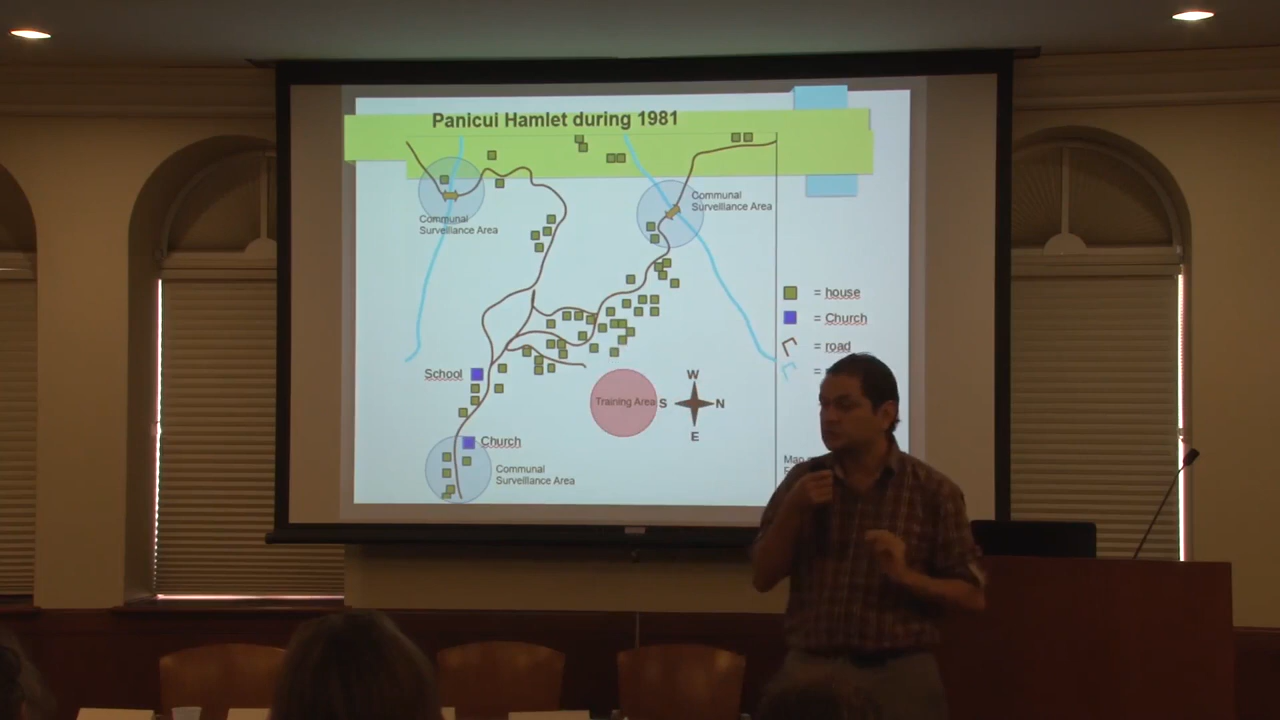 Panicui Hamlet during 1981
Communal
Surveillance Area
Communal
Surveillance Area
= house
= Church
= road
=
School
Training Area
W
S
N
E
Church
Communal
Surveillance Area